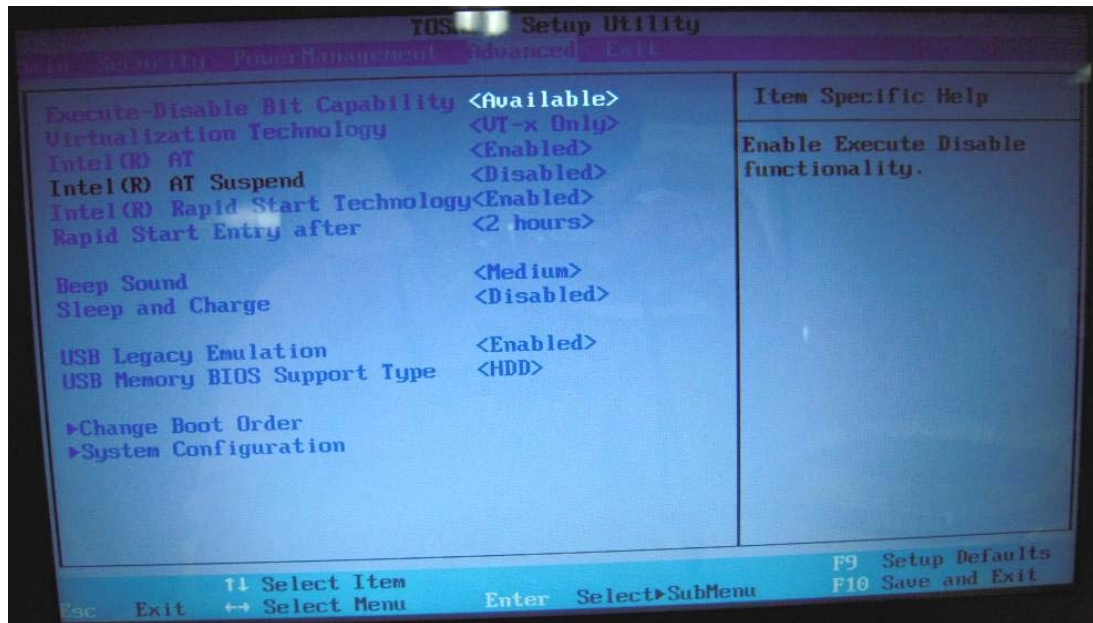 TOS Setup Utility
Security PowerManagement Advanced Exit
Execute-Disable Bit Capability <Available>
Virtualization Technology <VT-x Only>
Intel(R) AT <Enabled>
Intel(R) AT Suspend <Disabled>
Intel(R) Rapid Start Technology<Enabled>
Rapid Start Entry after <2 hours>
Beep Sound <Medium>
Sleep and Charge <Disabled>
USB Legacy Emulation <Enabled>
USB Memory BIOS Support Type <HDD>
▶Change Boot Order
▶System Configuration
Item Specific Help
Enable Execute Disable
functionality.
↑↓ Select Item F9 Setup Defaults
Esc Exit ↔ Select Menu Enter Select▶SubMenu F10 Save and Exit